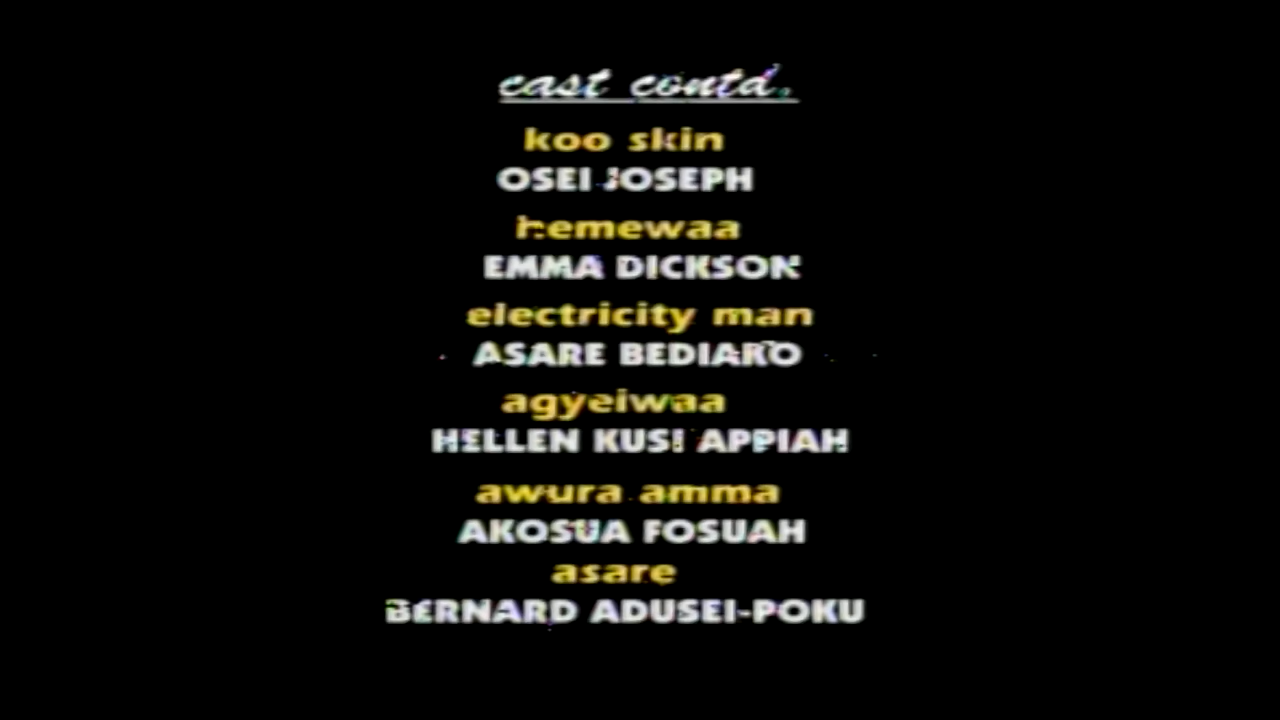 cast contd.
koo skin
OSEI JOSEPH
hemewaa
EMMA DICKSON
electricity man
ASARE BEDIAKO
agyeiwaa
HELLEN KUSI APPIAH
awura amma
AKOSUA FOSUAH
asare
BERNARD ADUSEI-POKU